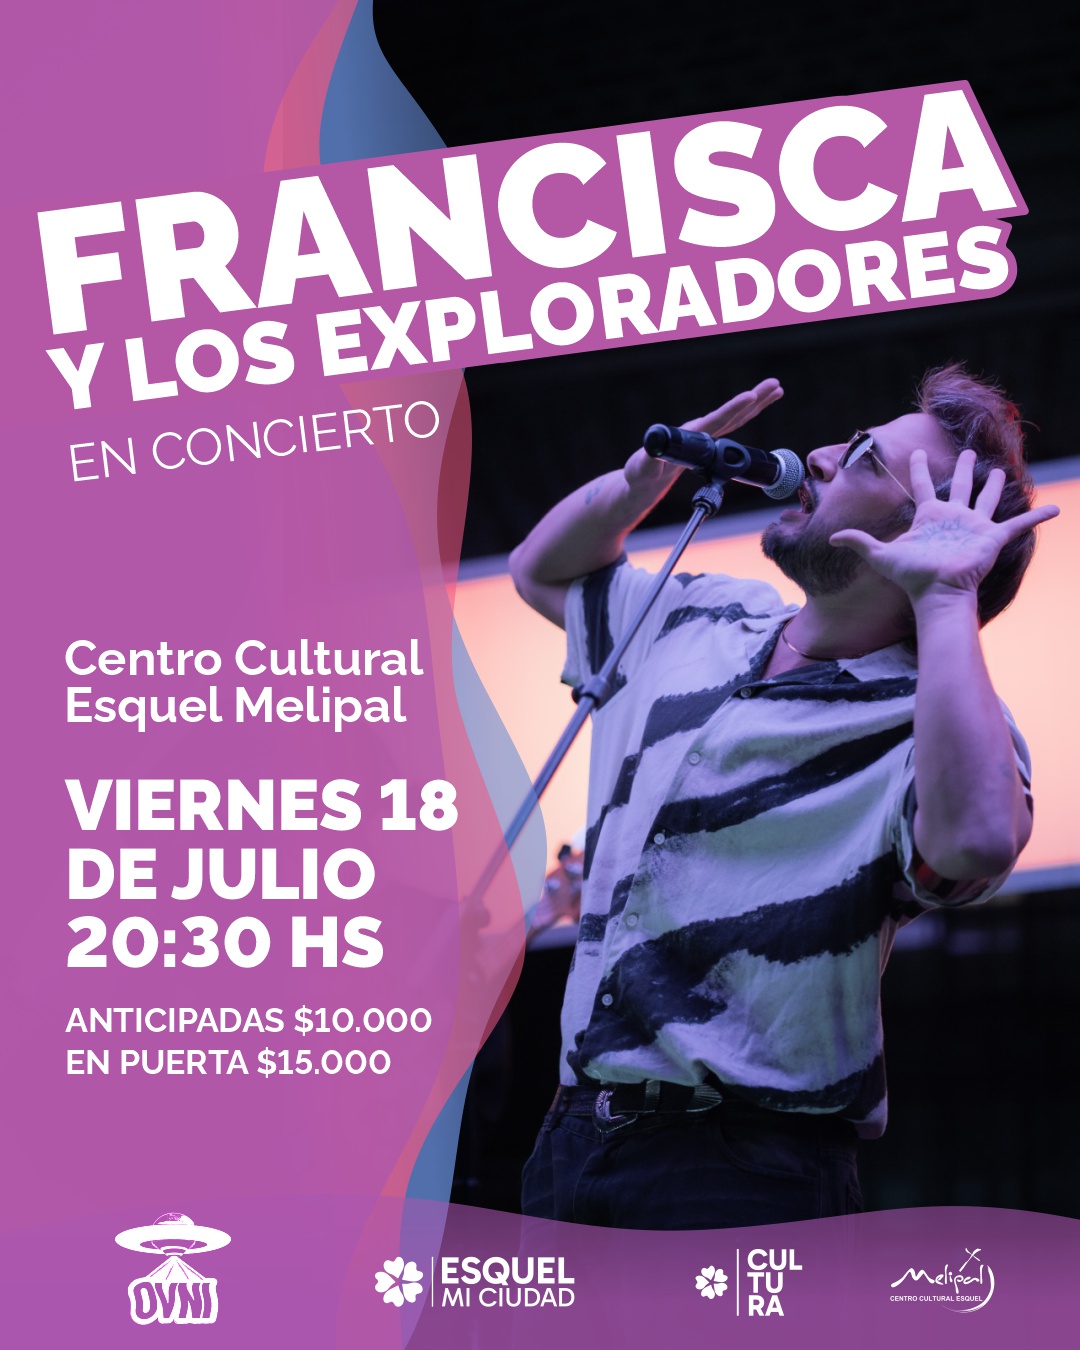 FRANCISCA
Y LOS EXPLORADORES
EN CONCIERTO
Centro Cultural
Esquel Melipal
VIERNES 18
DE JULIO
20:30 HS
ANTICIPADAS $10.000
EN PUERTA $15.000
OVNI
ESQUEL
MI CIUDAD
CUL
TU
RA
Melipal
CENTRO CULTURAL ESQUEL